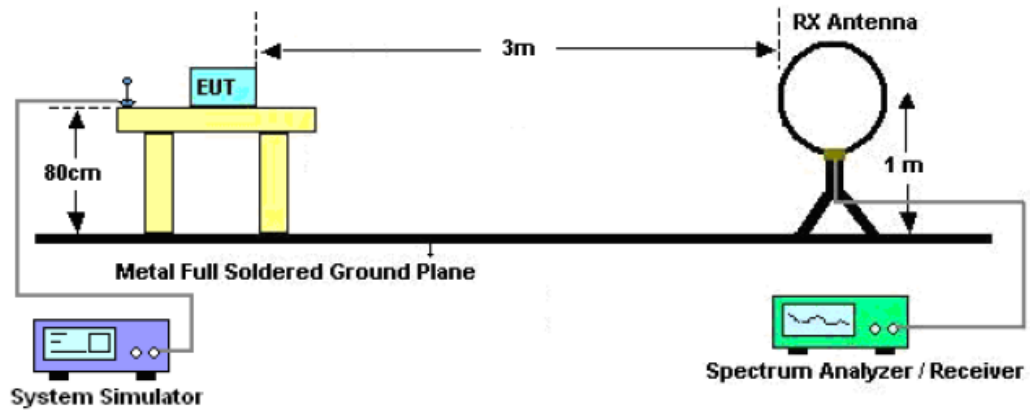 RX Antenna
3m
EUT
80cm
1 m
Metal Full Soldered Ground Plane
System Simulator
Spectrum Analyzer / Receiver